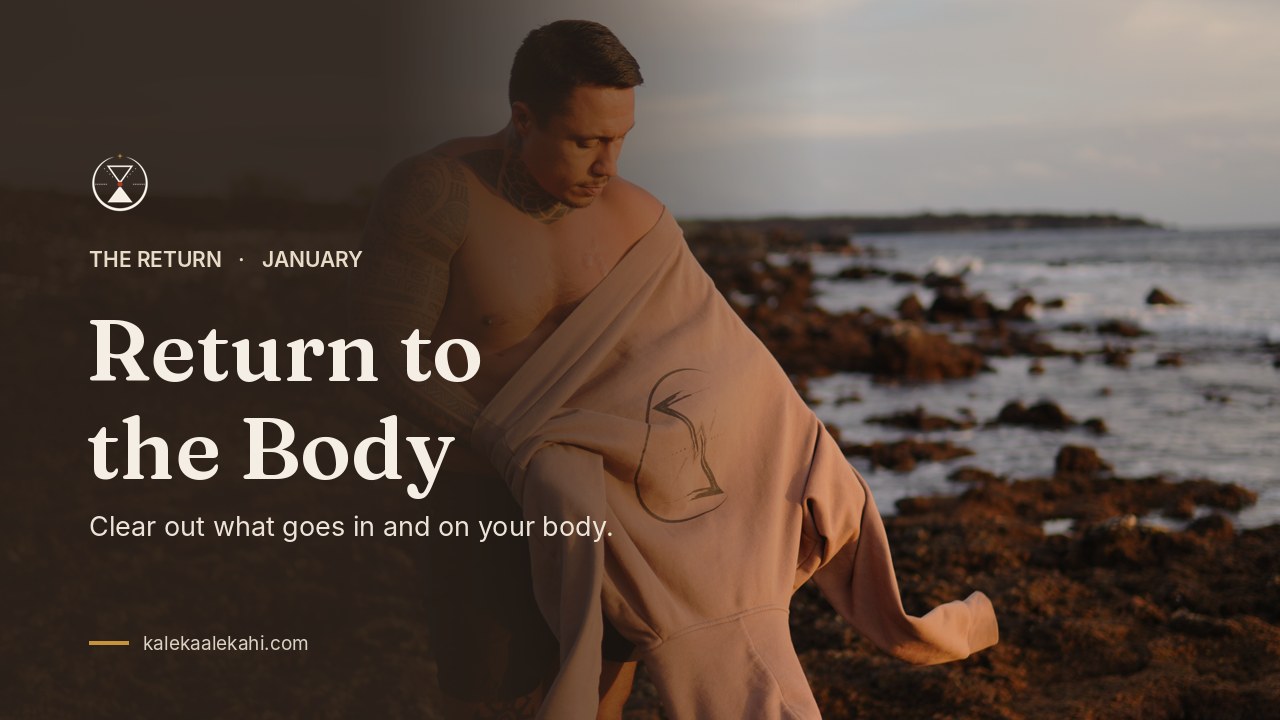 THE RETURN · JANUARY
Return to
the Body
Clear out what goes in and on your body.
kalekaalekahi.com